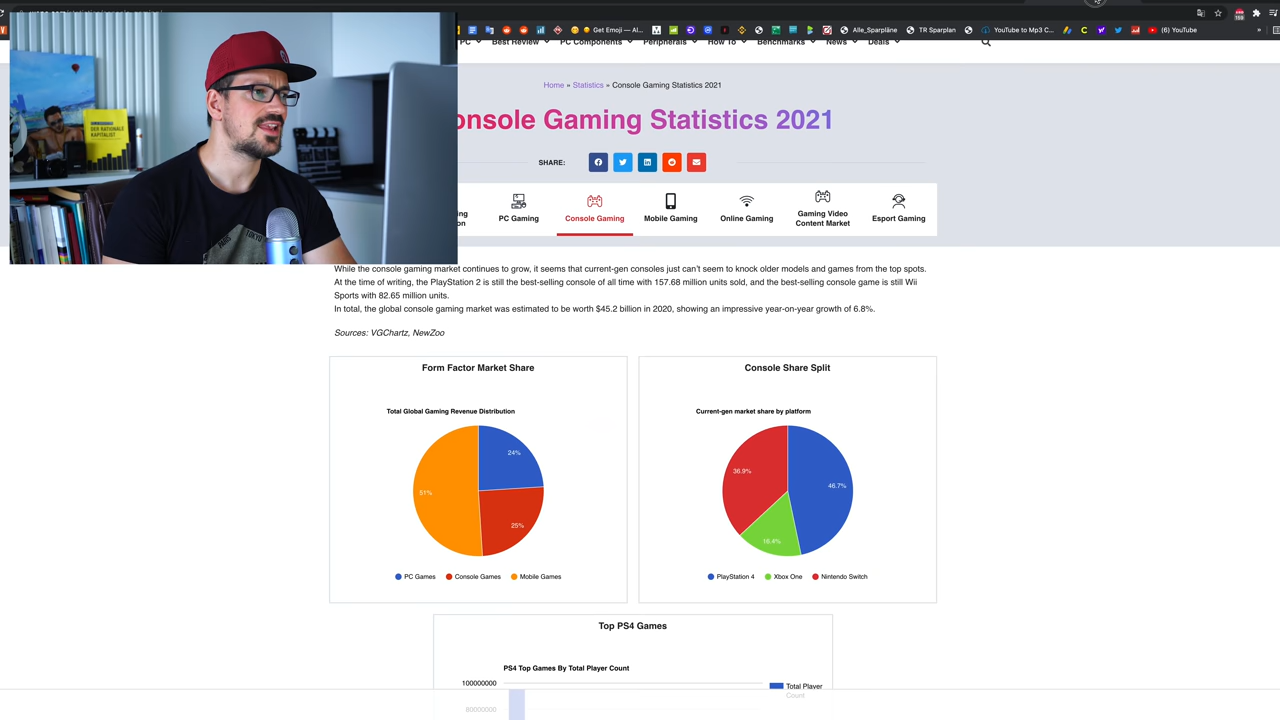 Get Emoji — Al...
Alle_Sparpläne
TR Sparplan
YouTube to Mp3 C...
(6) YouTube
»
PC
Best Review
PC Components
Peripherals
How To
Benchmarks
News
Deals
Home » Statistics » Console Gaming Statistics 2021
onsole Gaming Statistics 2021
SHARE:
PC Gaming
Console Gaming
Mobile Gaming
Online Gaming
Gaming Video
Content Market
Esport Gaming
DER RATIONALE
KAPITALIST
PARIS
TOKYO
While the console gaming market continues to grow, it seems that current-gen consoles just can't seem to knock older models and games from the top spots.
At the time of writing, the PlayStation 2 is still the best-selling console of all time with 157.68 million units sold, and the best-selling console game is still Wii
Sports with 82.65 million units.
In total, the global console gaming market was estimated to be worth $45.2 billion in 2020, showing an impressive year-on-year growth of 6.8%.
Sources: VGChartz, NewZoo
Form Factor Market Share
Total Global Gaming Revenue Distribution
24%
51%
25%
PC Games
Console Games
Mobile Games
Console Share Split
Current-gen market share by platform
36.9%
46.7%
16.4%
PlayStation 4
Xbox One
Nintendo Switch
Top PS4 Games
PS4 Top Games By Total Player Count
100000000
80000000
Total Player
Count